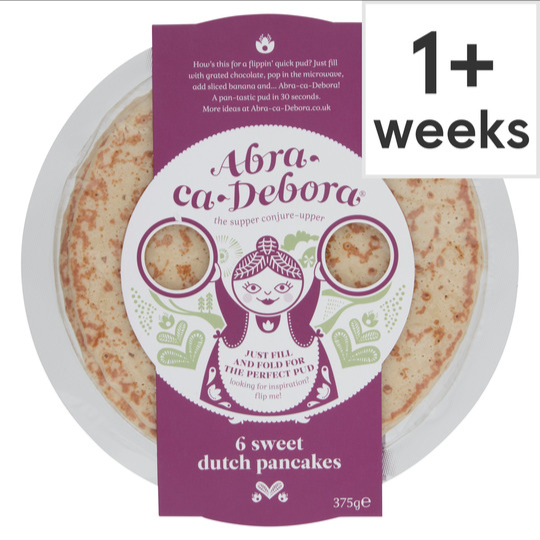 How's this for a flippin' quick pud? Just fill
with grated chocolate, pop in the microwave,
add sliced banana and... Abra-ca-Debora!
A pan-tastic pud in 30 seconds.
More ideas at Abra-ca-Debora.co.uk
1+
weeks
Abra·
ca·Debora®
the supper conjure-upper
JUST FILL
AND FOLD FOR
THE PERFECT PUD
looking for inspiration?
flip me!
6 sweet
dutch pancakes
375g℮